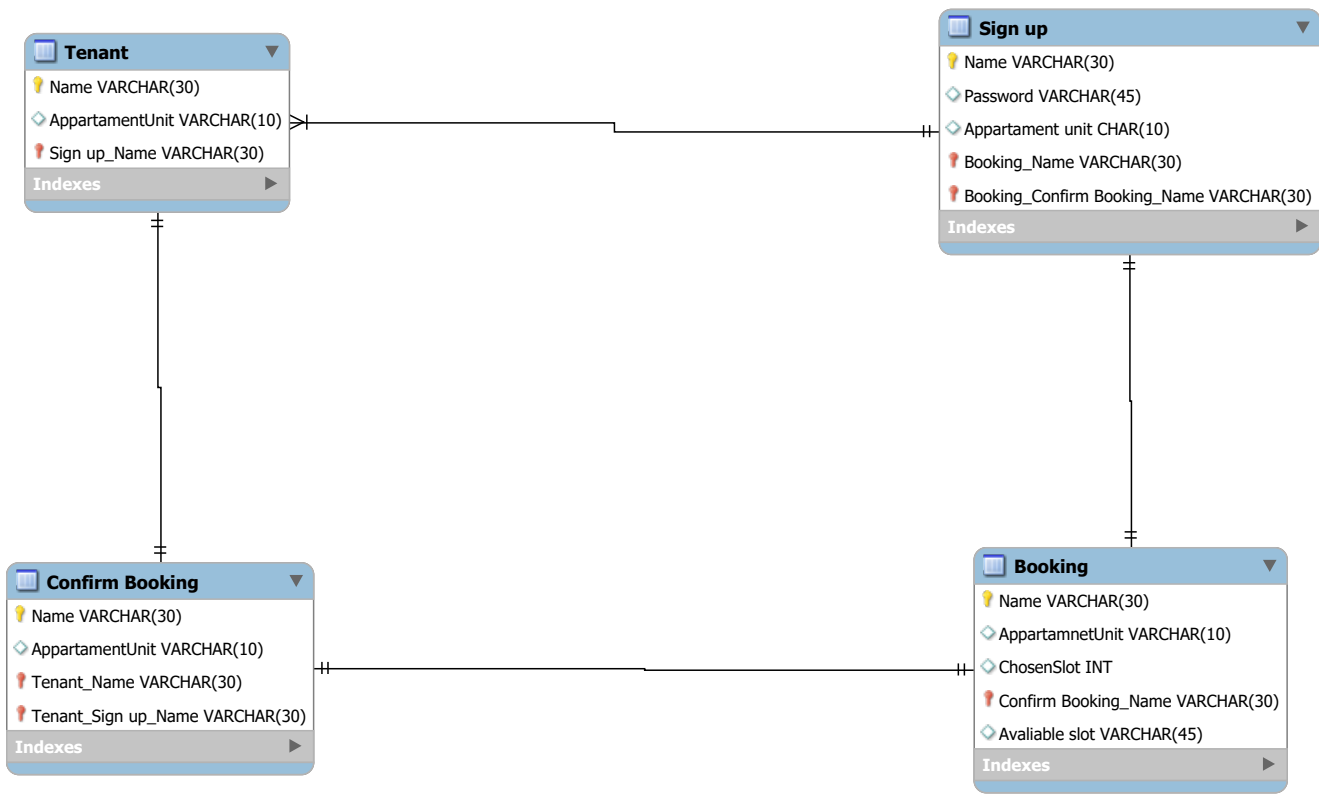 Tenant
Name VARCHAR(30)
AppartamentUnit VARCHAR(10)
Sign up_Name VARCHAR(30)
Indexes
Sign up
Name VARCHAR(30)
Password VARCHAR(45)
Appartament unit CHAR(10)
Booking_Name VARCHAR(30)
Booking_Confirm Booking_Name VARCHAR(30)
Indexes
Confirm Booking
Name VARCHAR(30)
AppartamentUnit VARCHAR(10)
Tenant_Name VARCHAR(30)
Tenant_Sign up_Name VARCHAR(30)
Indexes
Booking
Name VARCHAR(30)
AppartamnetUnit VARCHAR(10)
ChosenSlot INT
Confirm Booking_Name VARCHAR(30)
Avaliable slot VARCHAR(45)
Indexes